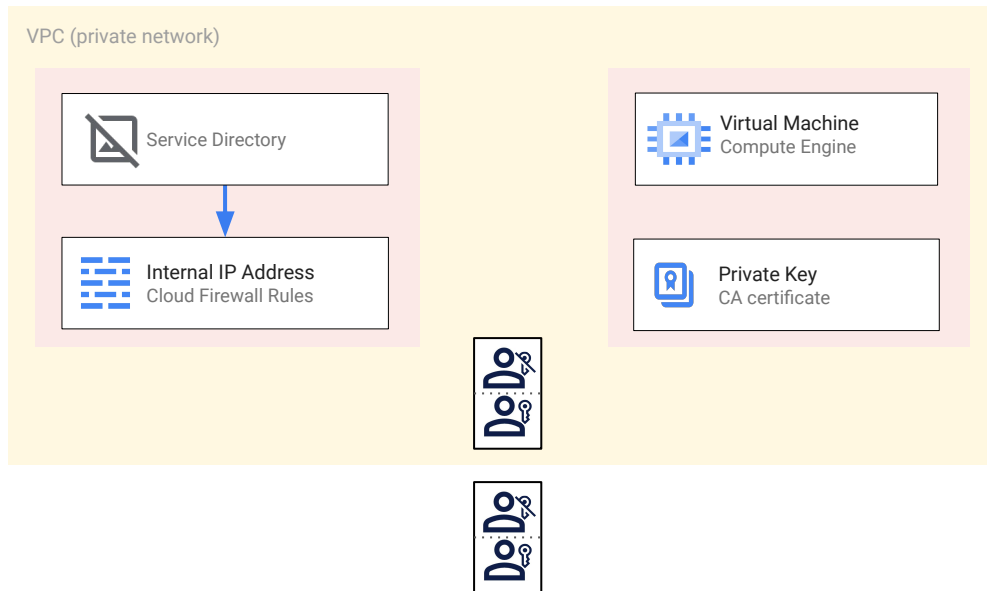 VPC (private network)
Service Directory
Internal IP Address
Cloud Firewall Rules
Virtual Machine
Compute Engine
Private Key
CA certificate